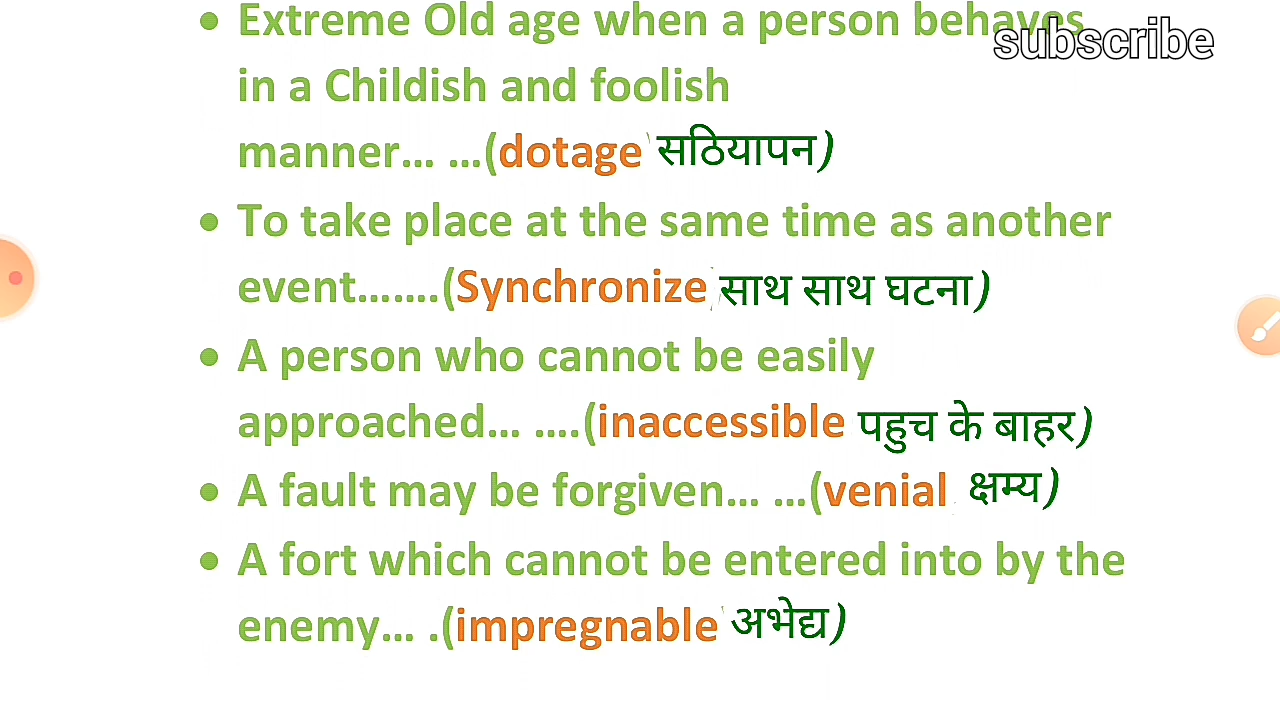 • Extreme Old age when a person behaves
subscribe
in a Childish and foolish
manner... ...(dotage सठियापन)
• To take place at the same time as another
event.......(Synchronize साथ साथ घटना)
• A person who cannot be easily
approached... ....(inaccessible पहुच के बाहर)
• A fault may be forgiven... ...(venial क्षम्य)
• A fort which cannot be entered into by the
enemy... .(impregnable अभेद्य)